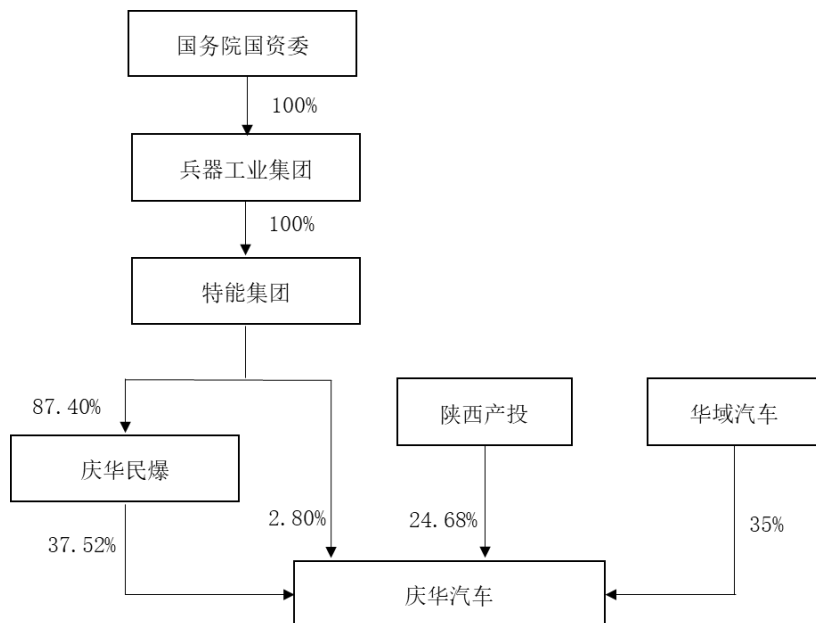 国务院国资委
100%
兵器工业集团
100%
特能集团
87.40%
陕西产投
华域汽车
庆华民爆
37.52%
2.80%
24.68%
35%
庆华汽车